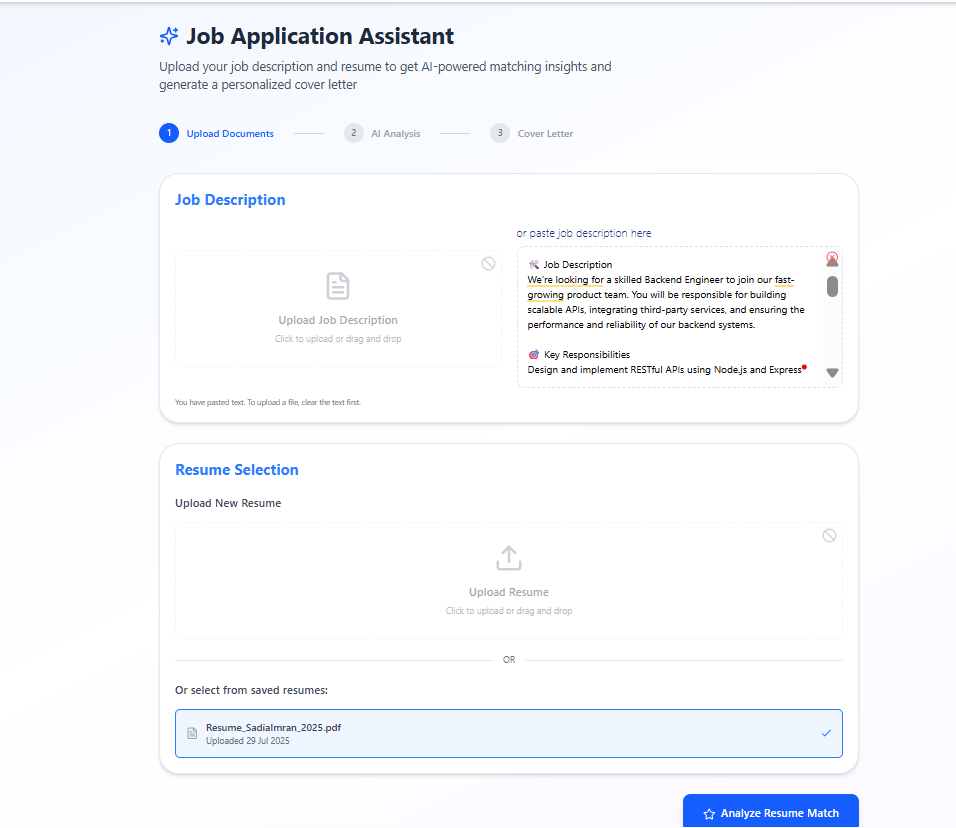 Job Application Assistant
Upload your job description and resume to get AI-powered matching insights and
generate a personalized cover letter
1 Upload Documents
2 AI Analysis
3 Cover Letter
Job Description
or paste job description here
Upload Job Description
Click to upload or drag and drop
🛠️ Job Description
We're looking for a skilled Backend Engineer to join our fast-
growing product team. You will be responsible for building
scalable APIs, integrating third-party services, and ensuring the
performance and reliability of our backend systems.
🎯 Key Responsibilities
Design and implement RESTful APIs using Node.js and Express
You have pasted text. To upload a file, clear the text first.
Resume Selection
Upload New Resume
Upload Resume
Click to upload or drag and drop
OR
Or select from saved resumes:
Resume_SadiaImran_2025.pdf
Uploaded 29 Jul 2025
Analyze Resume Match